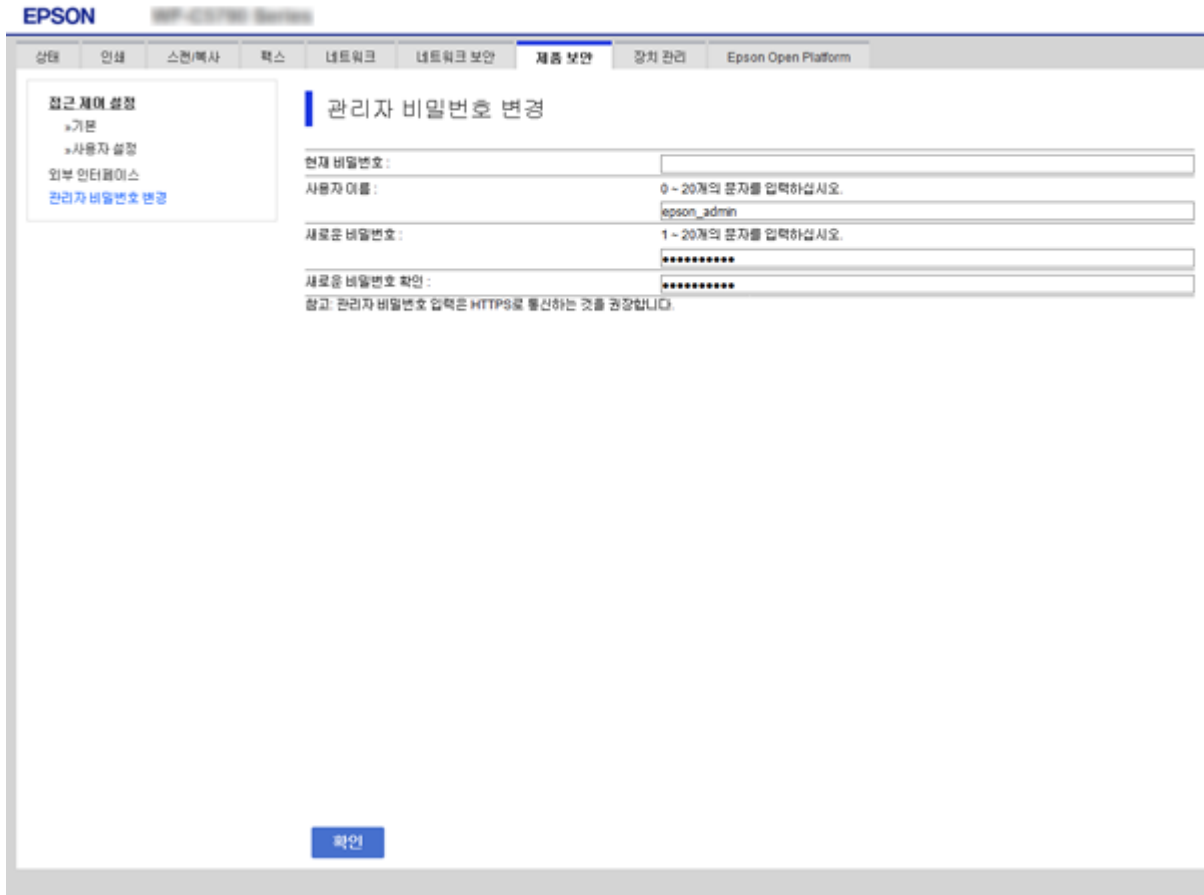 EPSON
상태 인쇄 스캔/복사 팩스 네트워크 네트워크 보안 제품 보안 장치 관리 Epson Open Platform
접근 제어 설정
»기본
»사용자 설정
외부 인터페이스
관리자 비밀번호 변경
관리자 비밀번호 변경
현재 비밀번호 :
사용자 이름 : 0 ~ 20개의 문자를 입력하십시오.
epson_admin
새로운 비밀번호 : 1 ~ 20개의 문자를 입력하십시오.
••••••••••
새로운 비밀번호 확인 : ••••••••••
참고: 관리자 비밀번호 입력은 HTTPS로 통신하는 것을 권장합니다.
확인